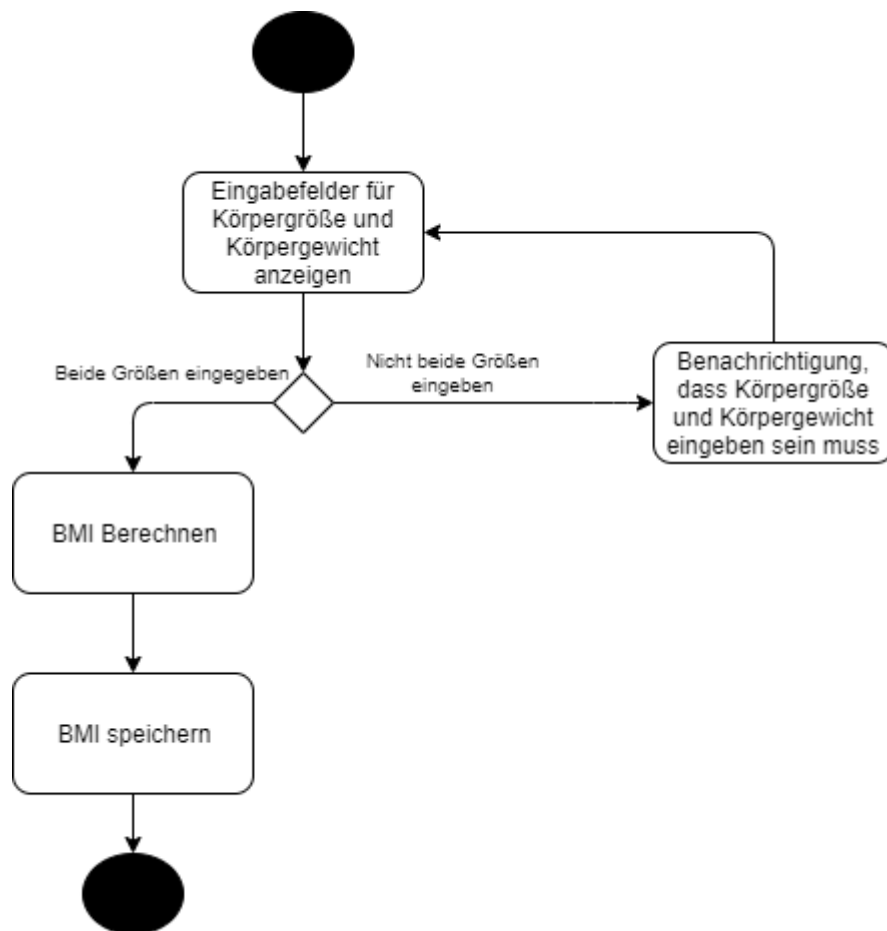 Eingabefelder für
Körpergröße und
Körpergewicht
anzeigen
Beide Größen eingegeben
Nicht beide Größen
eingeben
Benachrichtigung,
dass Körpergröße
und Körpergewicht
eingeben sein muss
BMI Berechnen
BMI speichern